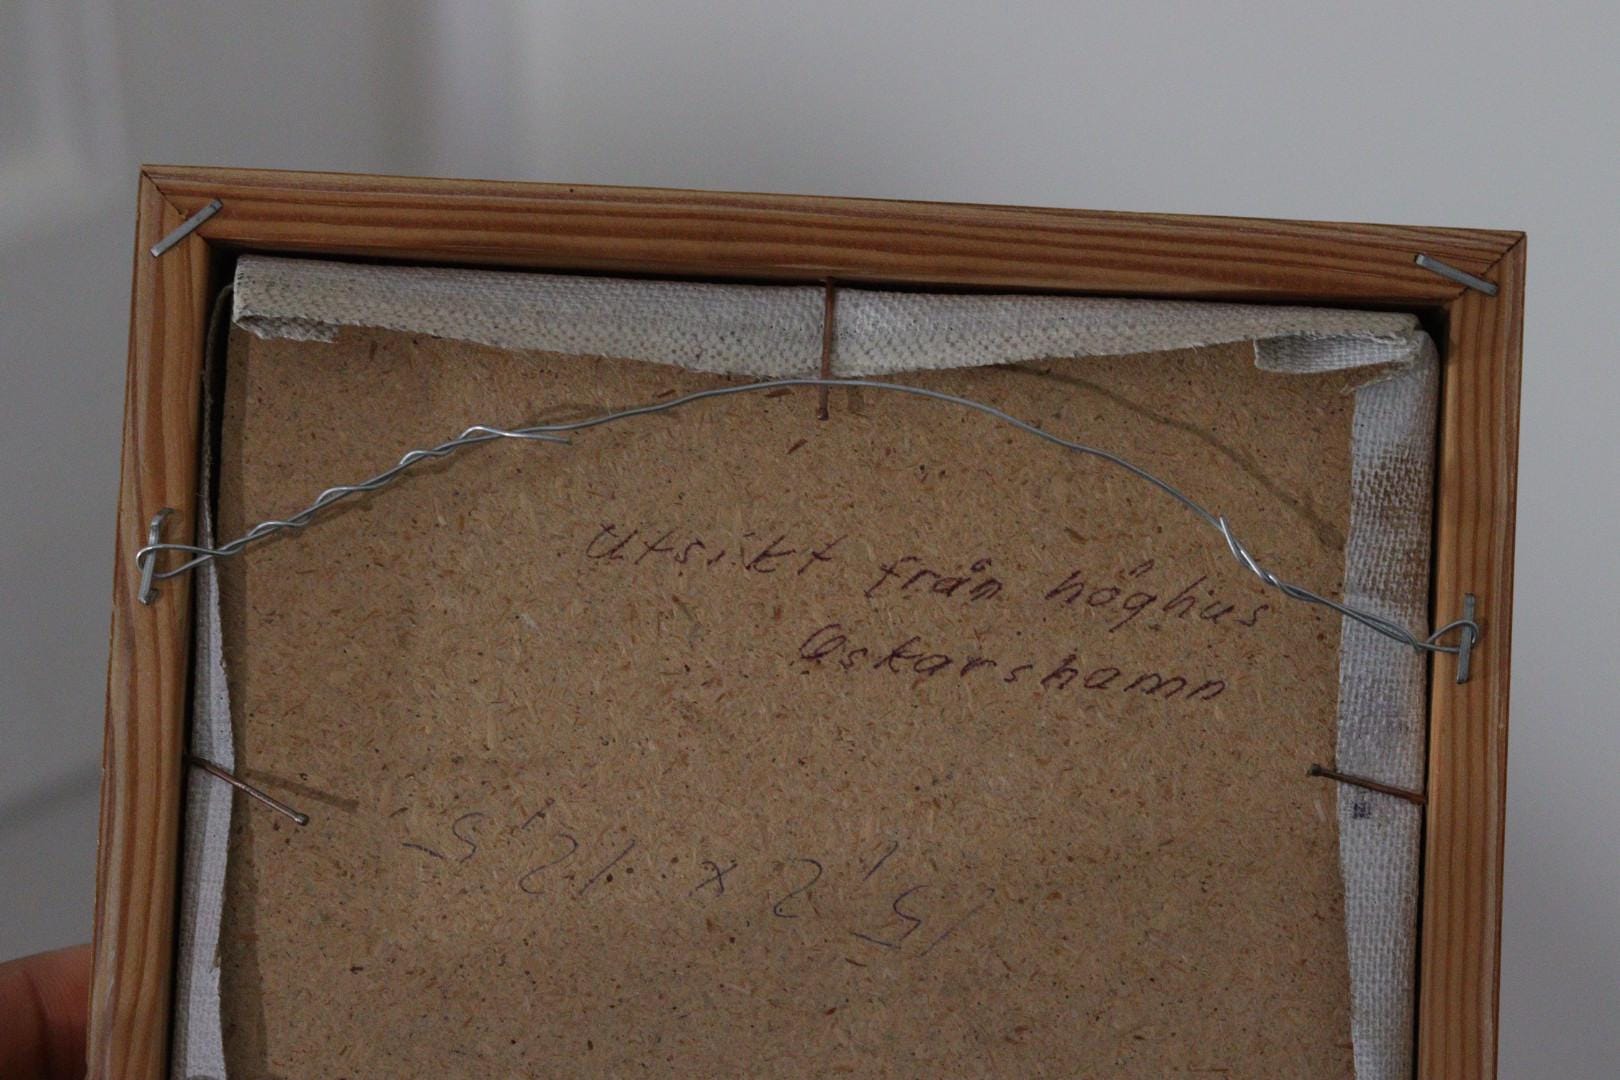 utsikt från höghus
Oskarshamn
15,2 x 12,5